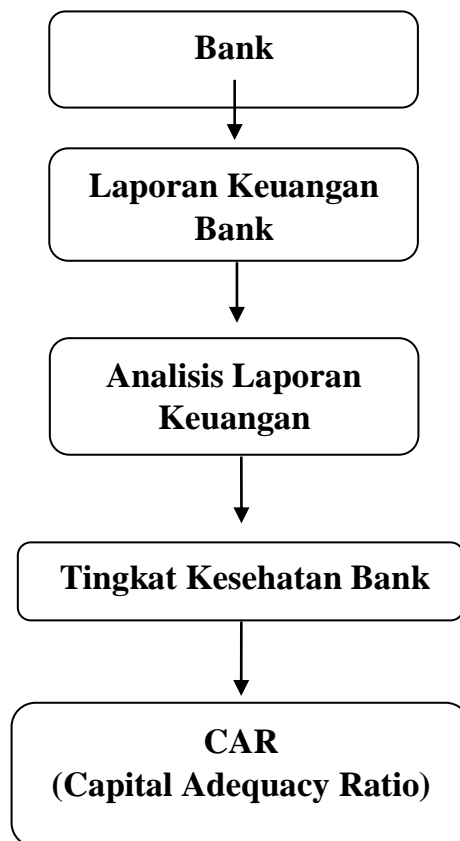 Bank
Laporan Keuangan
Bank
Analisis Laporan
Keuangan
Tingkat Kesehatan Bank
CAR
(Capital Adequacy Ratio)